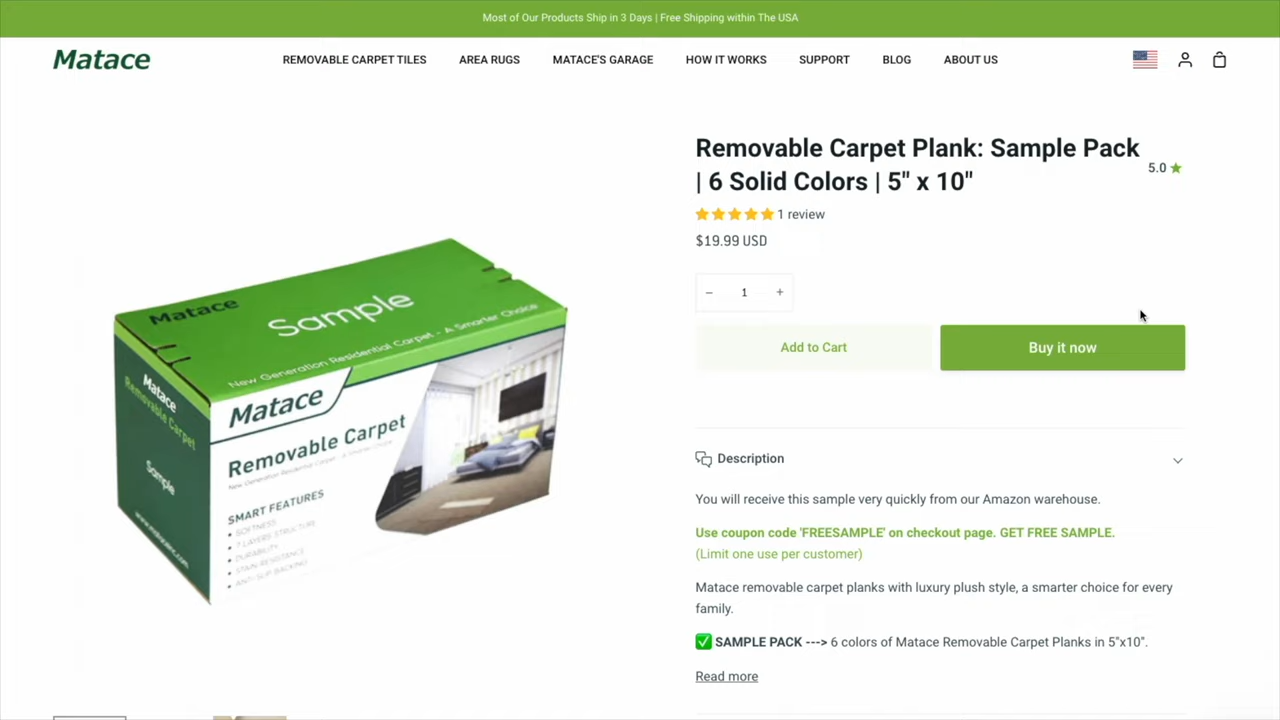 Most of Our Products Ship in 3 Days | Free Shipping within The USA
Matace
REMOVABLE CARPET TILES
AREA RUGS
MATACE'S GARAGE
HOW IT WORKS
SUPPORT
BLOG
ABOUT US
Removable Carpet Plank: Sample Pack
| 6 Solid Colors | 5" x 10"
5.0
1 review
$19.99 USD
− 1 +
Add to Cart
Buy it now
Description
You will receive this sample very quickly from our Amazon warehouse.
Use coupon code 'FREESAMPLE' on checkout page. GET FREE SAMPLE.
(Limit one use per customer)
Matace removable carpet planks with luxury plush style, a smarter choice for every
family.
✅ SAMPLE PACK ---> 6 colors of Matace Removable Carpet Planks in 5"x10".
Read more
Matace
Sample
New Generation Residential Carpet - A Smarter Choice
Matace
Removable Carpet
Sample
Matace
Removable Carpet
New Generation Residential Carpet - A Smarter Choice
SMART FEATURES
• SOFTNESS
• 7 LAYERS STRUCTURE
• DURABILITY
• STAIN RESISTANCE
• ANTI SLIP BACKING